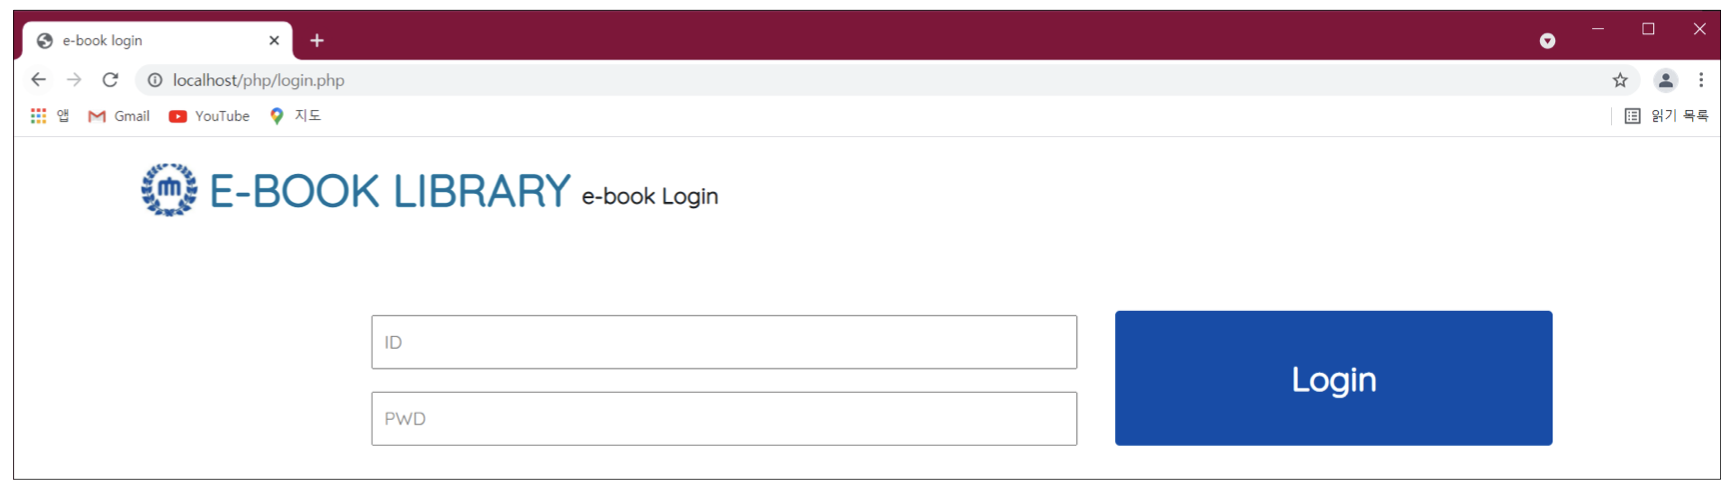 e-book login
localhost/php/login.php
앱 Gmail YouTube 지도 읽기 목록
E-BOOK LIBRARY e-book Login
ID
Login
PWD